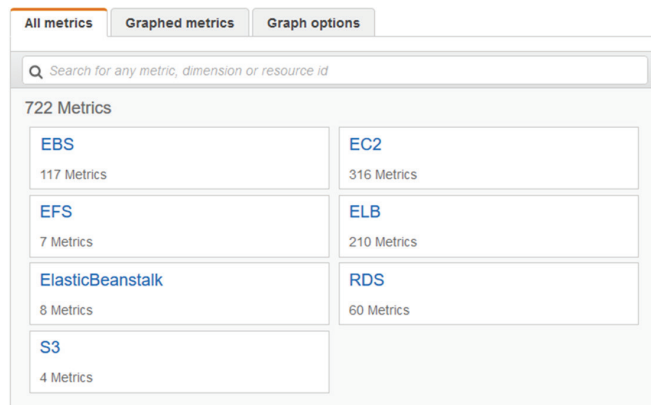 All metrics Graphed metrics Graph options
Search for any metric, dimension or resource id
722 Metrics
EBS EC2
117 Metrics 316 Metrics
EFS ELB
7 Metrics 210 Metrics
ElasticBeanstalk RDS
8 Metrics 60 Metrics
S3
4 Metrics